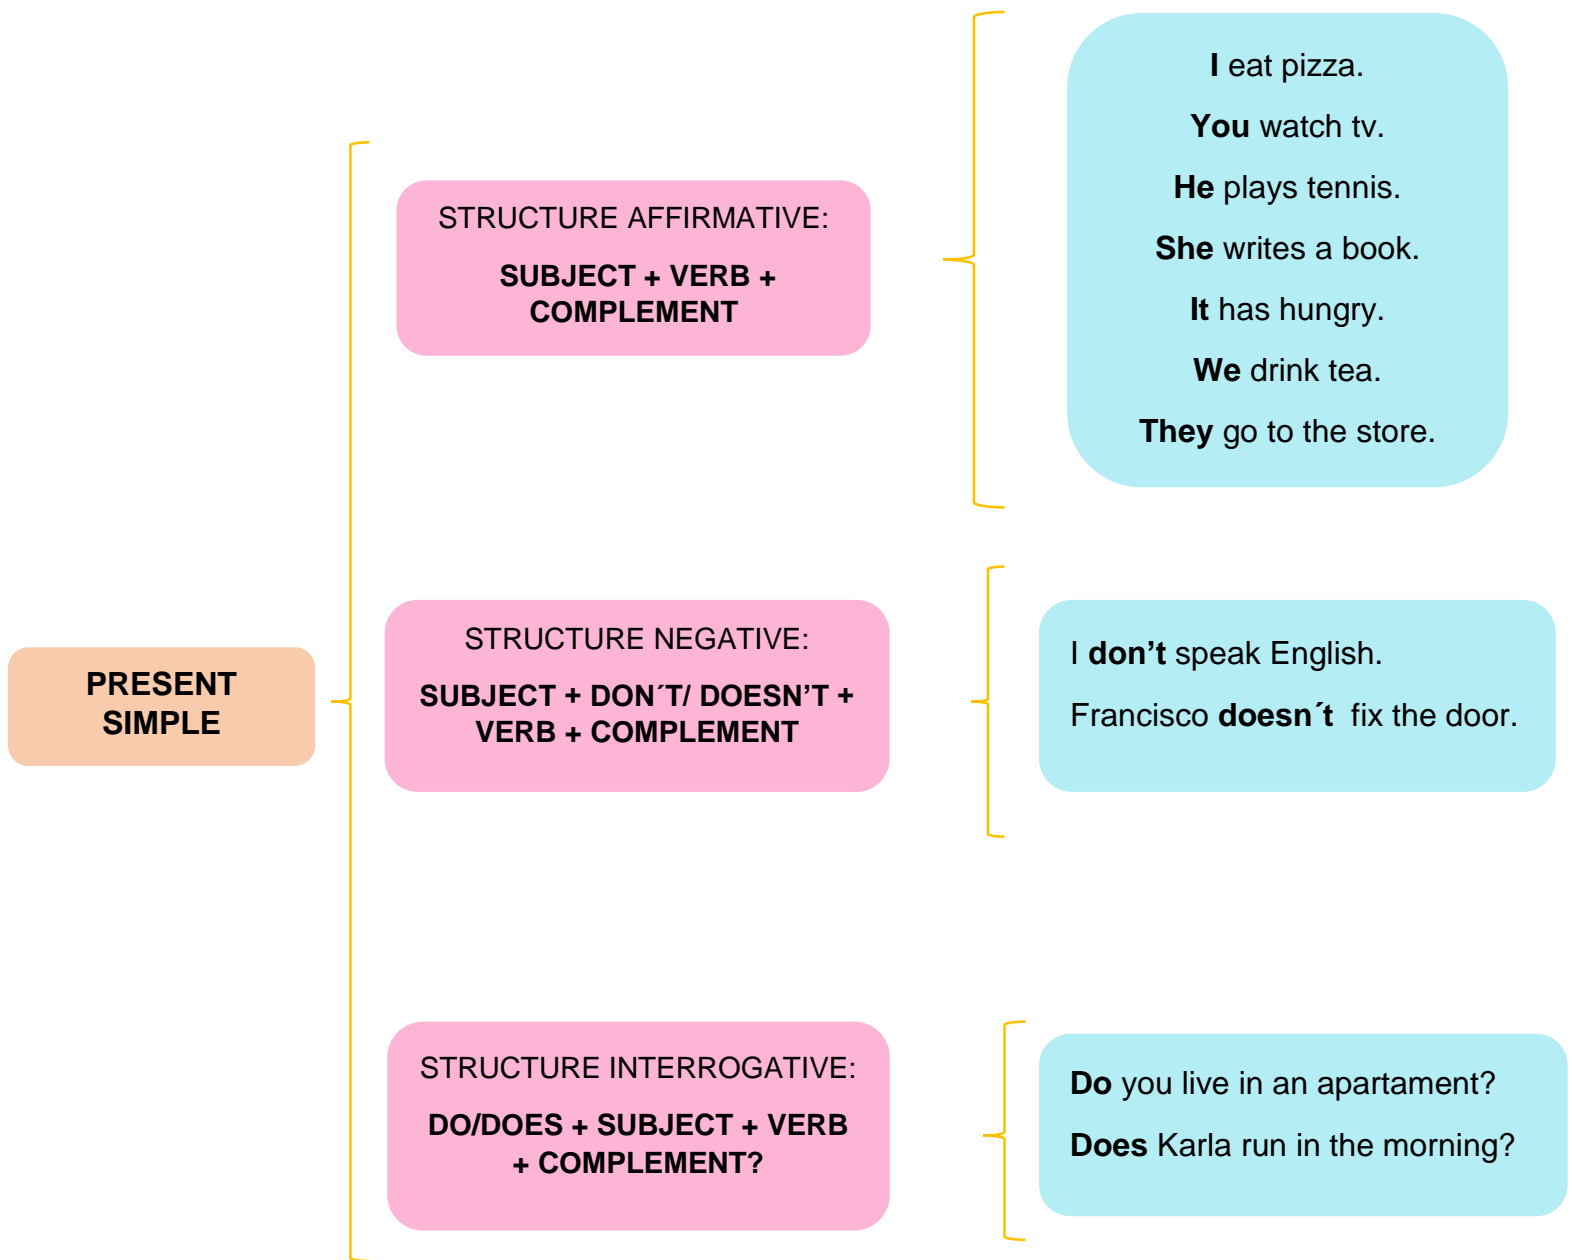 PRESENT
SIMPLE
STRUCTURE AFFIRMATIVE:
SUBJECT + VERB +
COMPLEMENT
I eat pizza.
You watch tv.
He plays tennis.
She writes a book.
It has hungry.
We drink tea.
They go to the store.
STRUCTURE NEGATIVE:
SUBJECT + DON´T/ DOESN’T +
VERB + COMPLEMENT
I don’t speak English.
Francisco doesn´t  fix the door.
STRUCTURE INTERROGATIVE:
DO/DOES + SUBJECT + VERB
+ COMPLEMENT?
Do you live in an apartament?
Does Karla run in the morning?